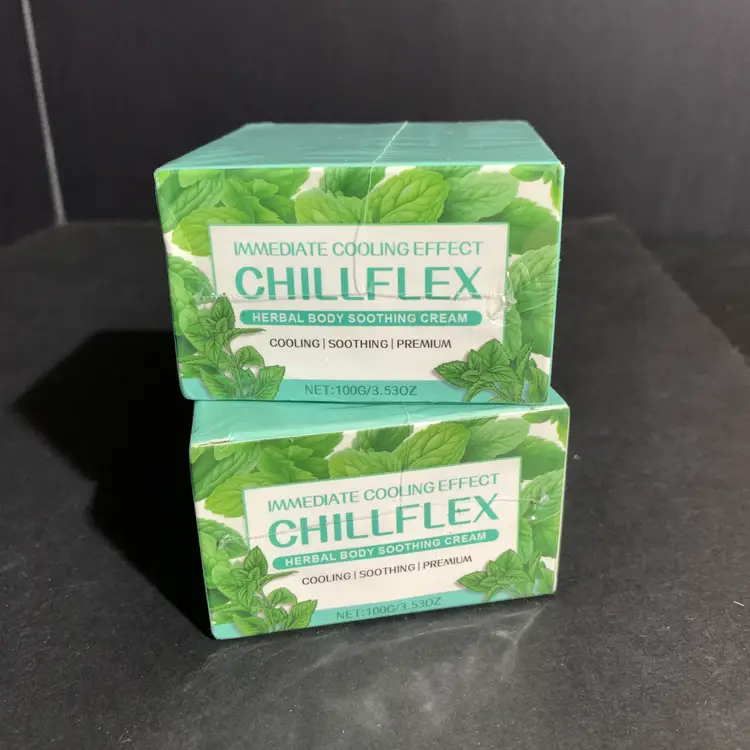 IMMEDIATE COOLING EFFECT
CHILLFLEX
HERBAL BODY SOOTHING CREAM
COOLING | SOOTHING | PREMIUM
NET:100G/3.53OZ
IMMEDIATE COOLING EFFECT
CHILLFLEX
HERBAL BODY SOOTHING CREAM
COOLING | SOOTHING | PREMIUM
NET:100G/3.53OZ